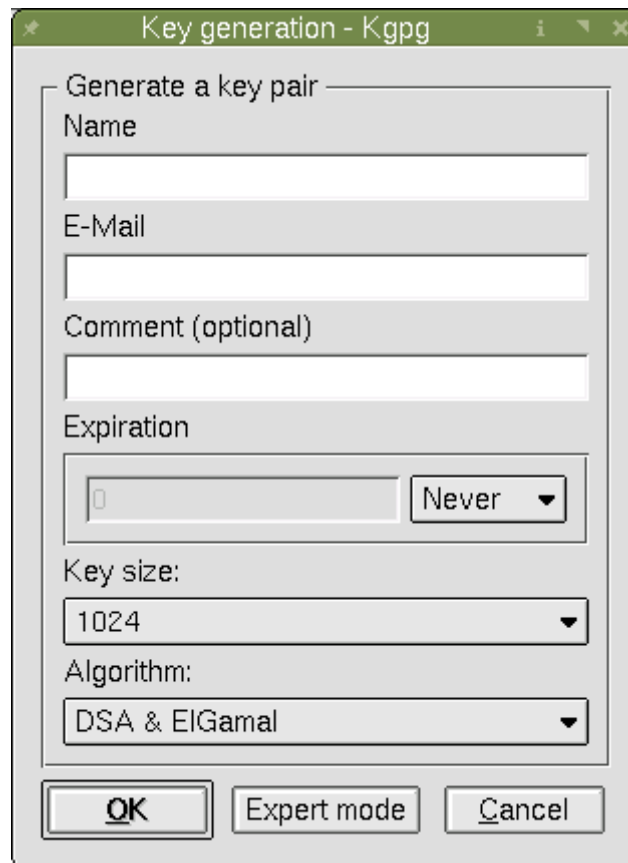 Key generation - Kgpg
Generate a key pair
Name
E-Mail
Comment (optional)
Expiration
0 Never
Key size:
1024
Algorithm:
DSA & ElGamal
OK Expert mode Cancel